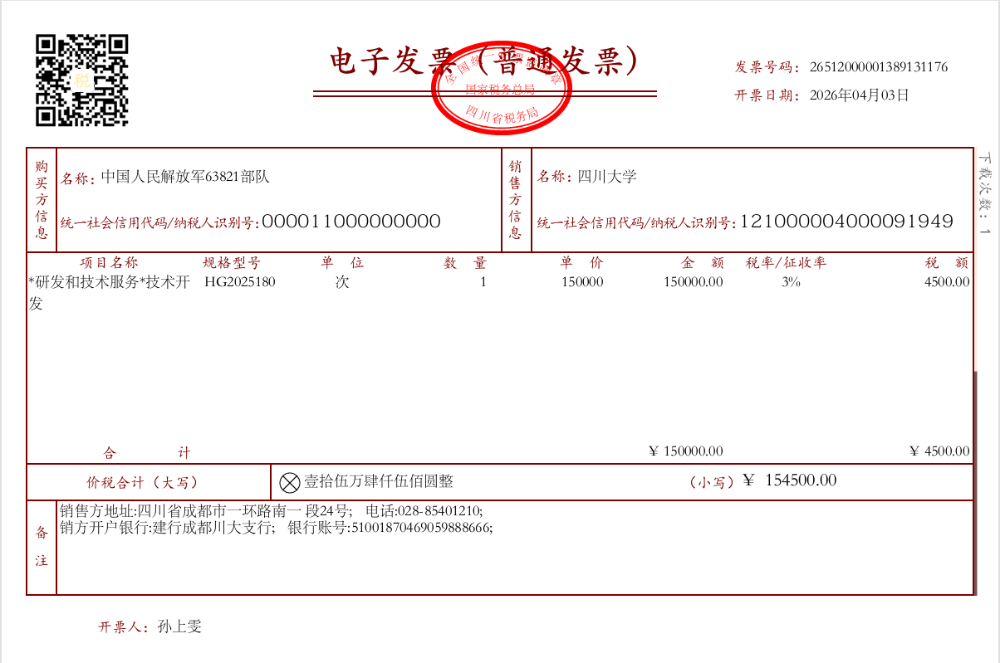 电子发票（普通发票）
全国统一发票监制章
国家税务总局
四川省税务局
税
发票号码：26512000001389131176
开票日期：2026年04月03日
下载次数：1
购买方信息
名称：中国人民解放军63821部队
统一社会信用代码/纳税人识别号：000011000000000
销售方信息
名称：四川大学
统一社会信用代码/纳税人识别号：121000004000091949
项目名称 规格型号 单 位 数 量 单 价 金 额 税率/征收率 税 额
*研发和技术服务*技术开 HG2025180 次 1 150000 150000.00 3% 4500.00
发
合 计 ￥150000.00 ￥4500.00
价税合计（大写） 壹拾伍万肆仟伍佰圆整 （小写）￥ 154500.00
备注
销售方地址:四川省成都市一环路南一 段24号; 电话:028-85401210;
销方开户银行:建行成都川大支行; 银行账号:51001870469059888666;
开票人：孙上雯